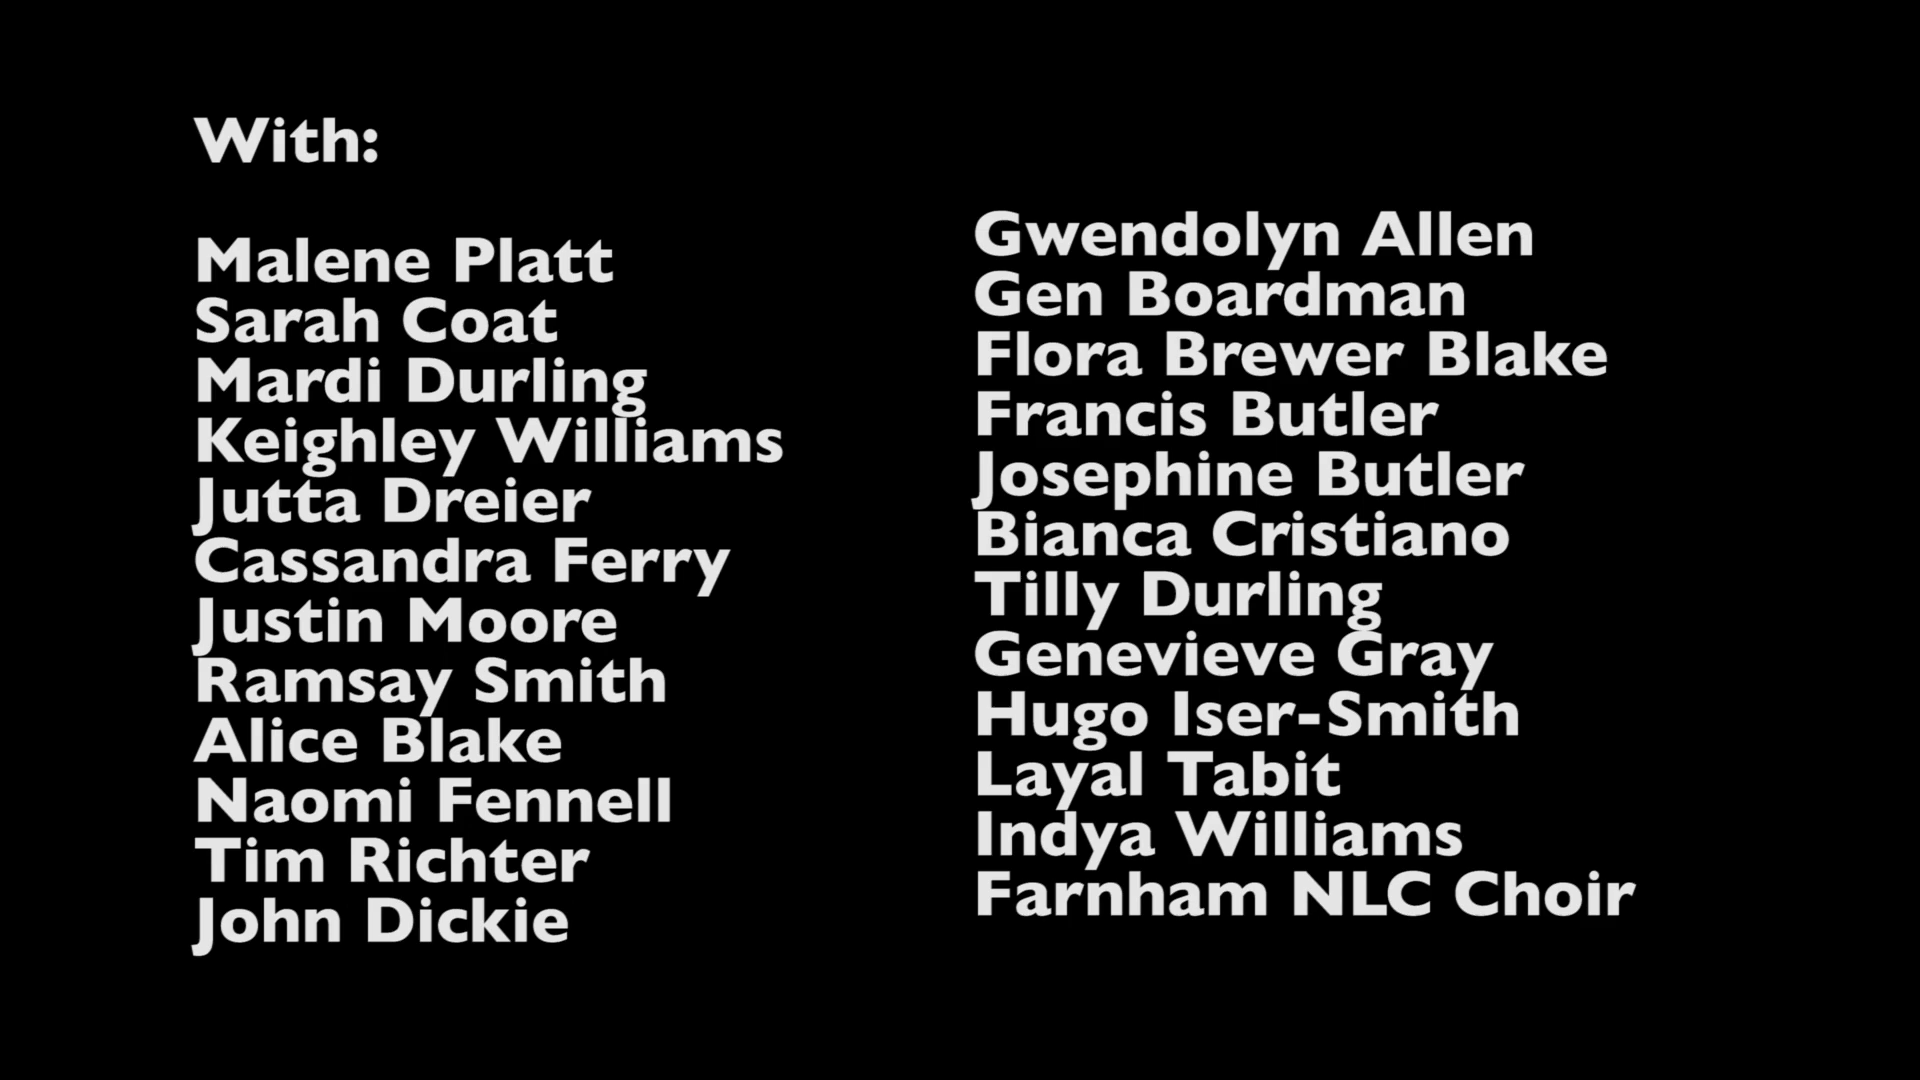 With:
Malene Platt
Sarah Coat
Mardi Durling
Keighley Williams
Jutta Dreier
Cassandra Ferry
Justin Moore
Ramsay Smith
Alice Blake
Naomi Fennell
Tim Richter
John Dickie
Gwendolyn Allen
Gen Boardman
Flora Brewer Blake
Francis Butler
Josephine Butler
Bianca Cristiano
Tilly Durling
Genevieve Gray
Hugo Iser-Smith
Layal Tabit
Indya Williams
Farnham NLC Choir